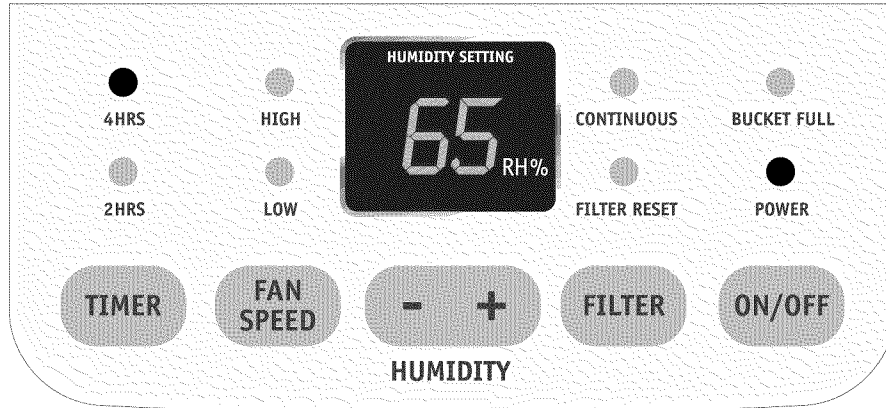 HUMIDITY SETTING
65 RH%
4HRS
HIGH
CONTINUOUS
BUCKET FULL
2HRS
LOW
FILTER RESET
POWER
TIMER
FAN
SPEED
- +
FILTER
ON/OFF
HUMIDITY